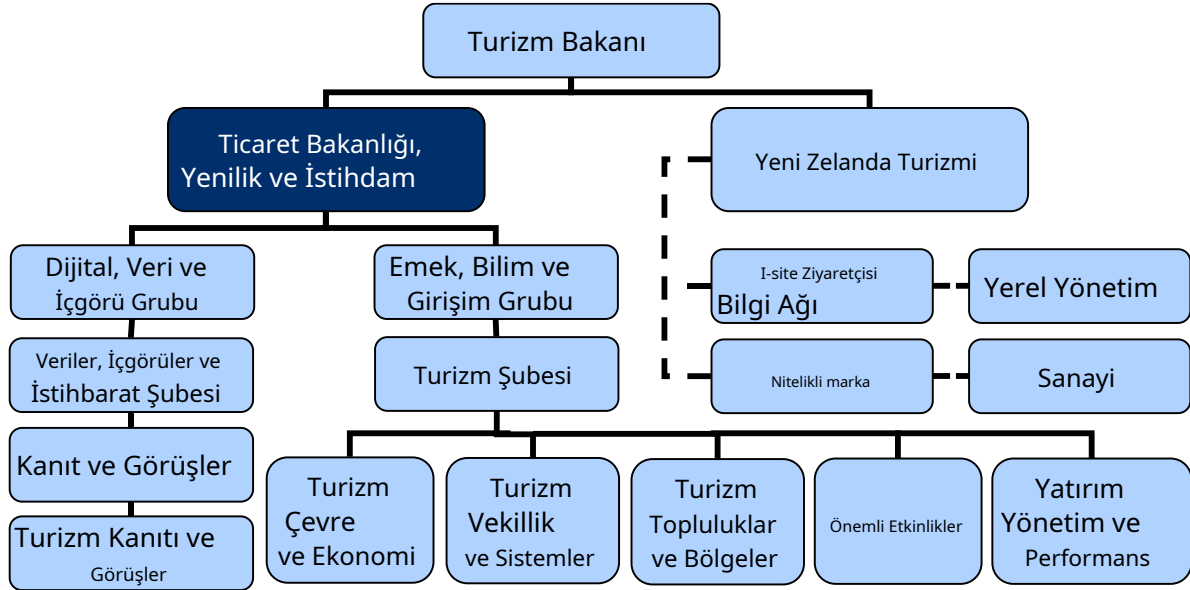 Turizm Bakanı
Ticaret Bakanlığı,
Yenilik ve İstihdam
Yeni Zelanda Turizmi
Dijital, Veri ve
İçgörü Grubu
Emek, Bilim ve
Girişim Grubu
I-site Ziyaretçisi
Bilgi Ağı
Yerel Yönetim
Veriler, İçgörüler ve
İstihbarat Şubesi
Turizm Şubesi
Nitelikli marka
Sanayi
Kanıt ve Görüşler
Turizm Kanıtı ve
Görüşler
Turizm
Çevre
ve Ekonomi
Turizm
Vekillik
ve Sistemler
Turizm
Topluluklar
ve Bölgeler
Önemli Etkinlikler
Yatırım
Yönetim ve
Performans